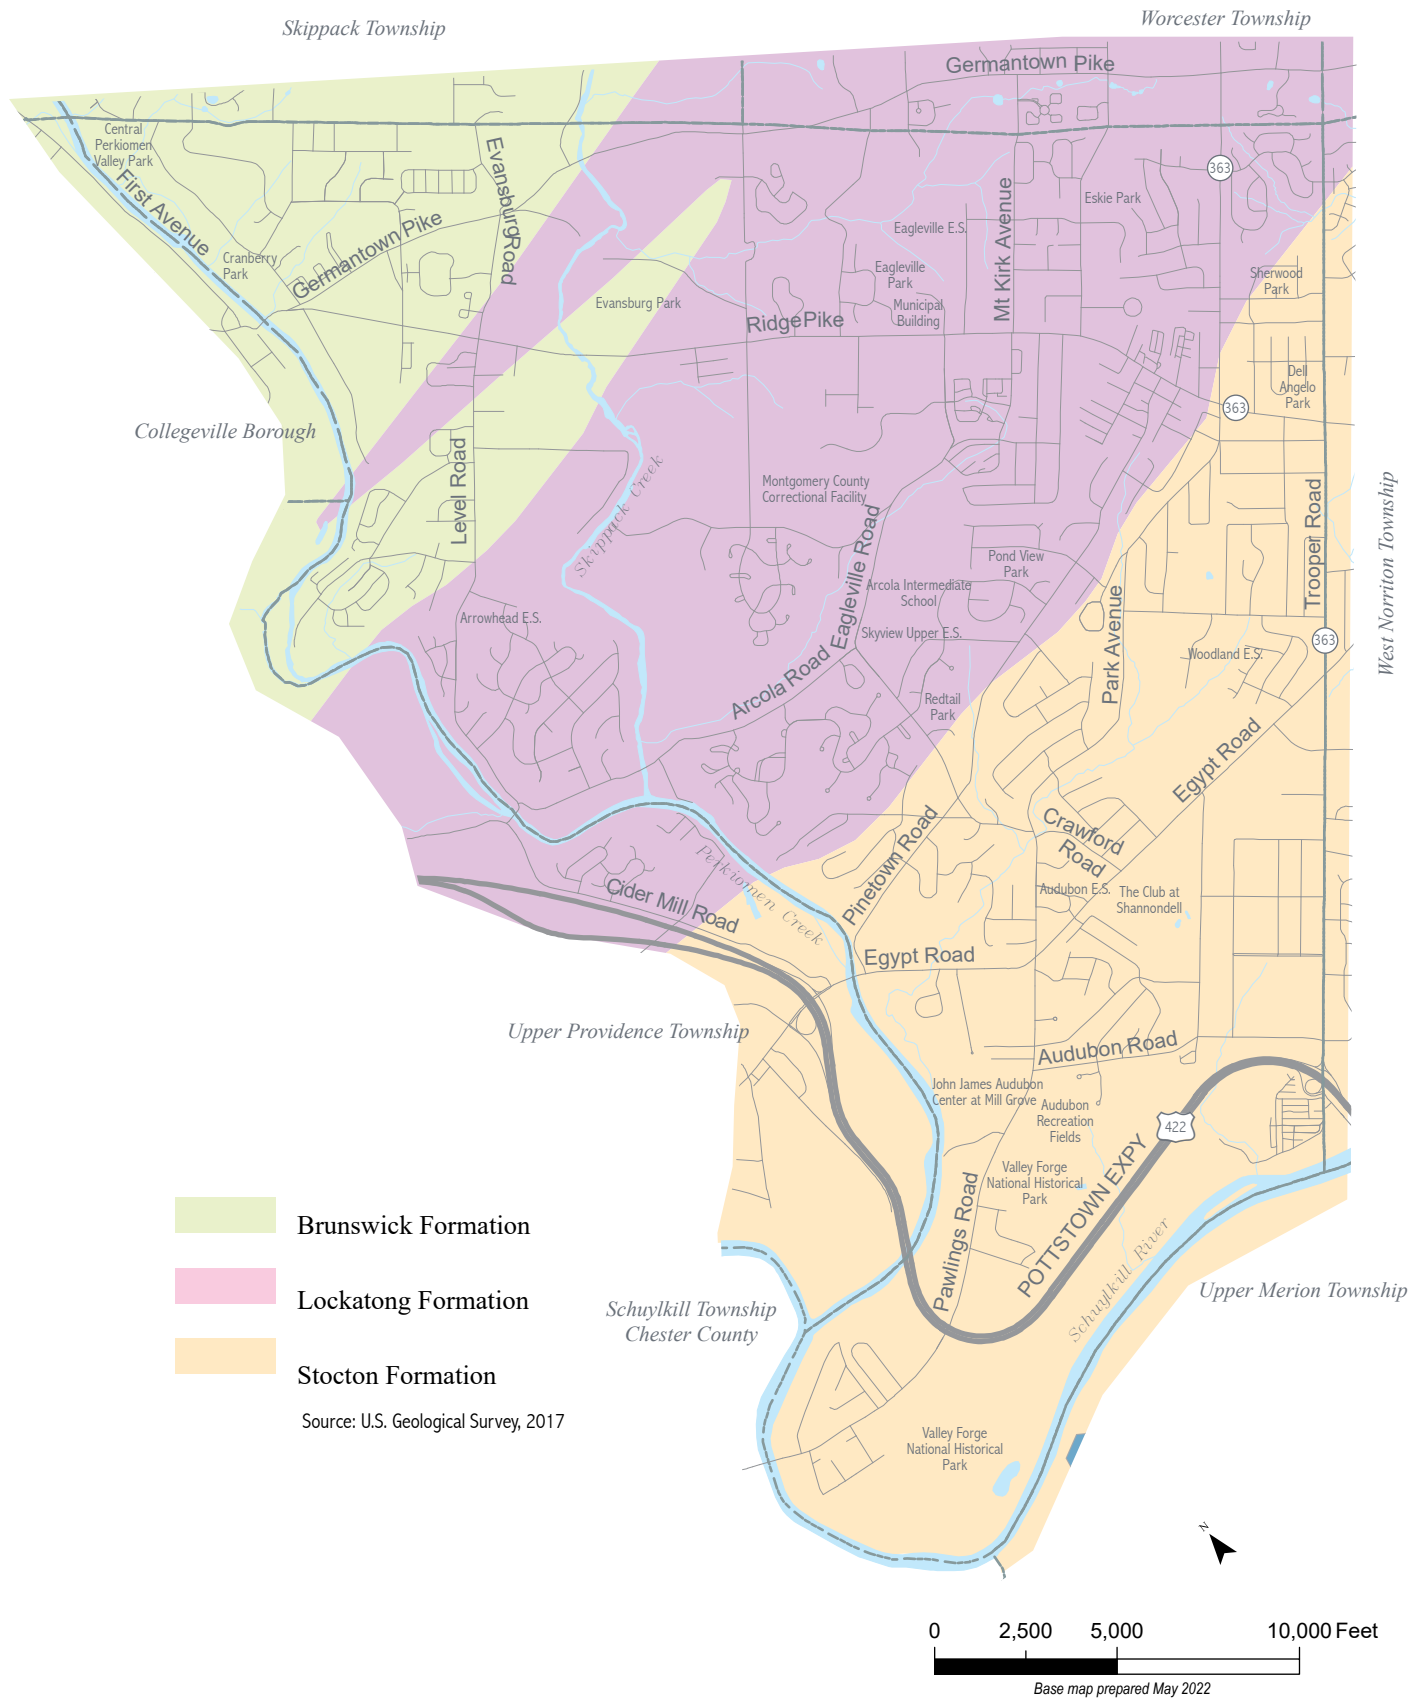 Skippack Township
Worcester Township
Germantown Pike
Central
Perkiomen
Valley Park
First Avenue
Evansburg Road
363
Mt Kirk Avenue
Eskie Park
Germantown Pike
Cranberry
Park
Eagleville E.S.
Eagleville
Park
Municipal
Building
Sherwood
Park
Evansburg Park
Ridge Pike
Dell
Angelo
Park
363
Collegeville Borough
Level Road
Skippack Creek
Montgomery County
Correctional Facility
Eagleville Road
Trooper Road
West Norriton Township
Pond View
Park
Arcola Intermediate
School
Arrowhead E.S.
Skyview Upper E.S.
Park Avenue
363
Woodland E.S.
Arcola Road
Redtail
Park
Egypt Road
Crawford
Road
Pinetown Road
Perkiomen Creek
Cider Mill Road
Audubon E.S.
The Club at
Shannondell
Egypt Road
Upper Providence Township
Audubon Road
John James Audubon
Center at Mill Grove
Audubon
Recreation
Fields
422
POTTSTOWN EXPY
Valley Forge
National Historical
Park
Pawlings Road
Schuylkill River
Brunswick Formation
Lockatong Formation
Stocton Formation
Source: U.S. Geological Survey, 2017
Upper Merion Township
Schuylkill Township
Chester County
Valley Forge
National Historical
Park
N
0 2,500 5,000 10,000 Feet
Base map prepared May 2022